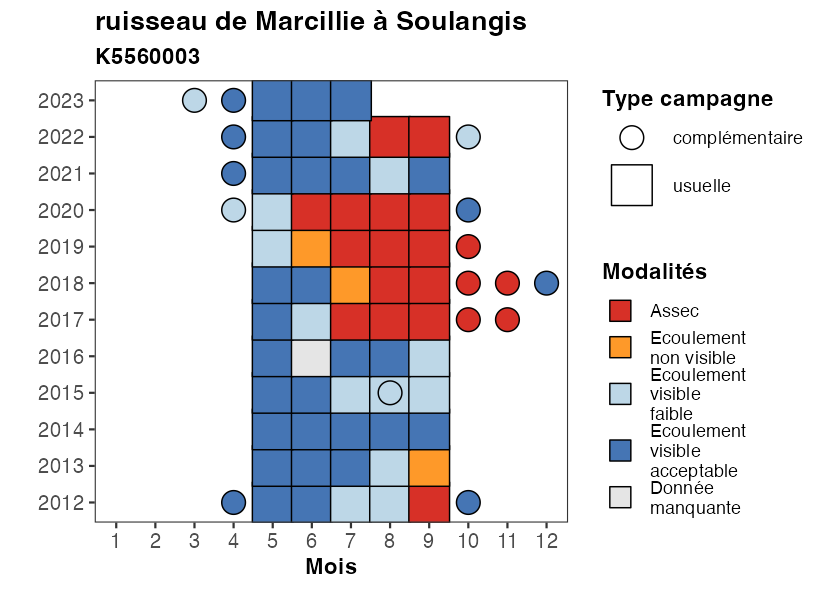 ruisseau de Marcillie à Soulangis
K5560003
2023
2022
2021
2020
2019
2018
2017
2016
2015
2014
2013
2012
1 2 3 4 5 6 7 8 9 10 11 12
Mois
Type campagne
complémentaire
usuelle
Modalités
Assec
Ecoulement
non visible
Ecoulement
visible
faible
Ecoulement
visible
acceptable
Donnée
manquante